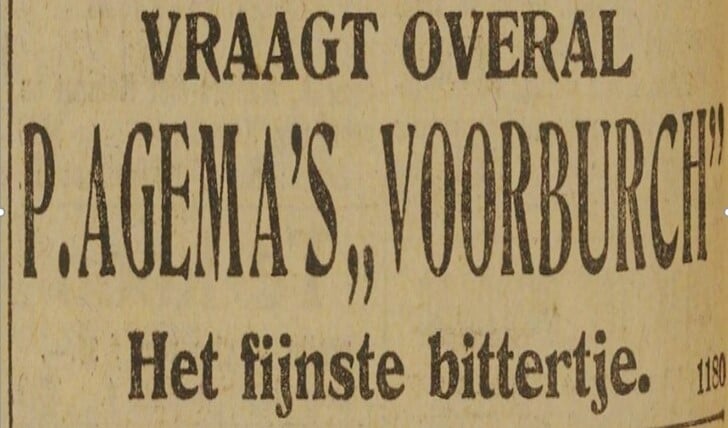 VRAAGT OVERAL
P. AGEMA'S „VOORBURCH”
Het fijnste bittertje.
1180